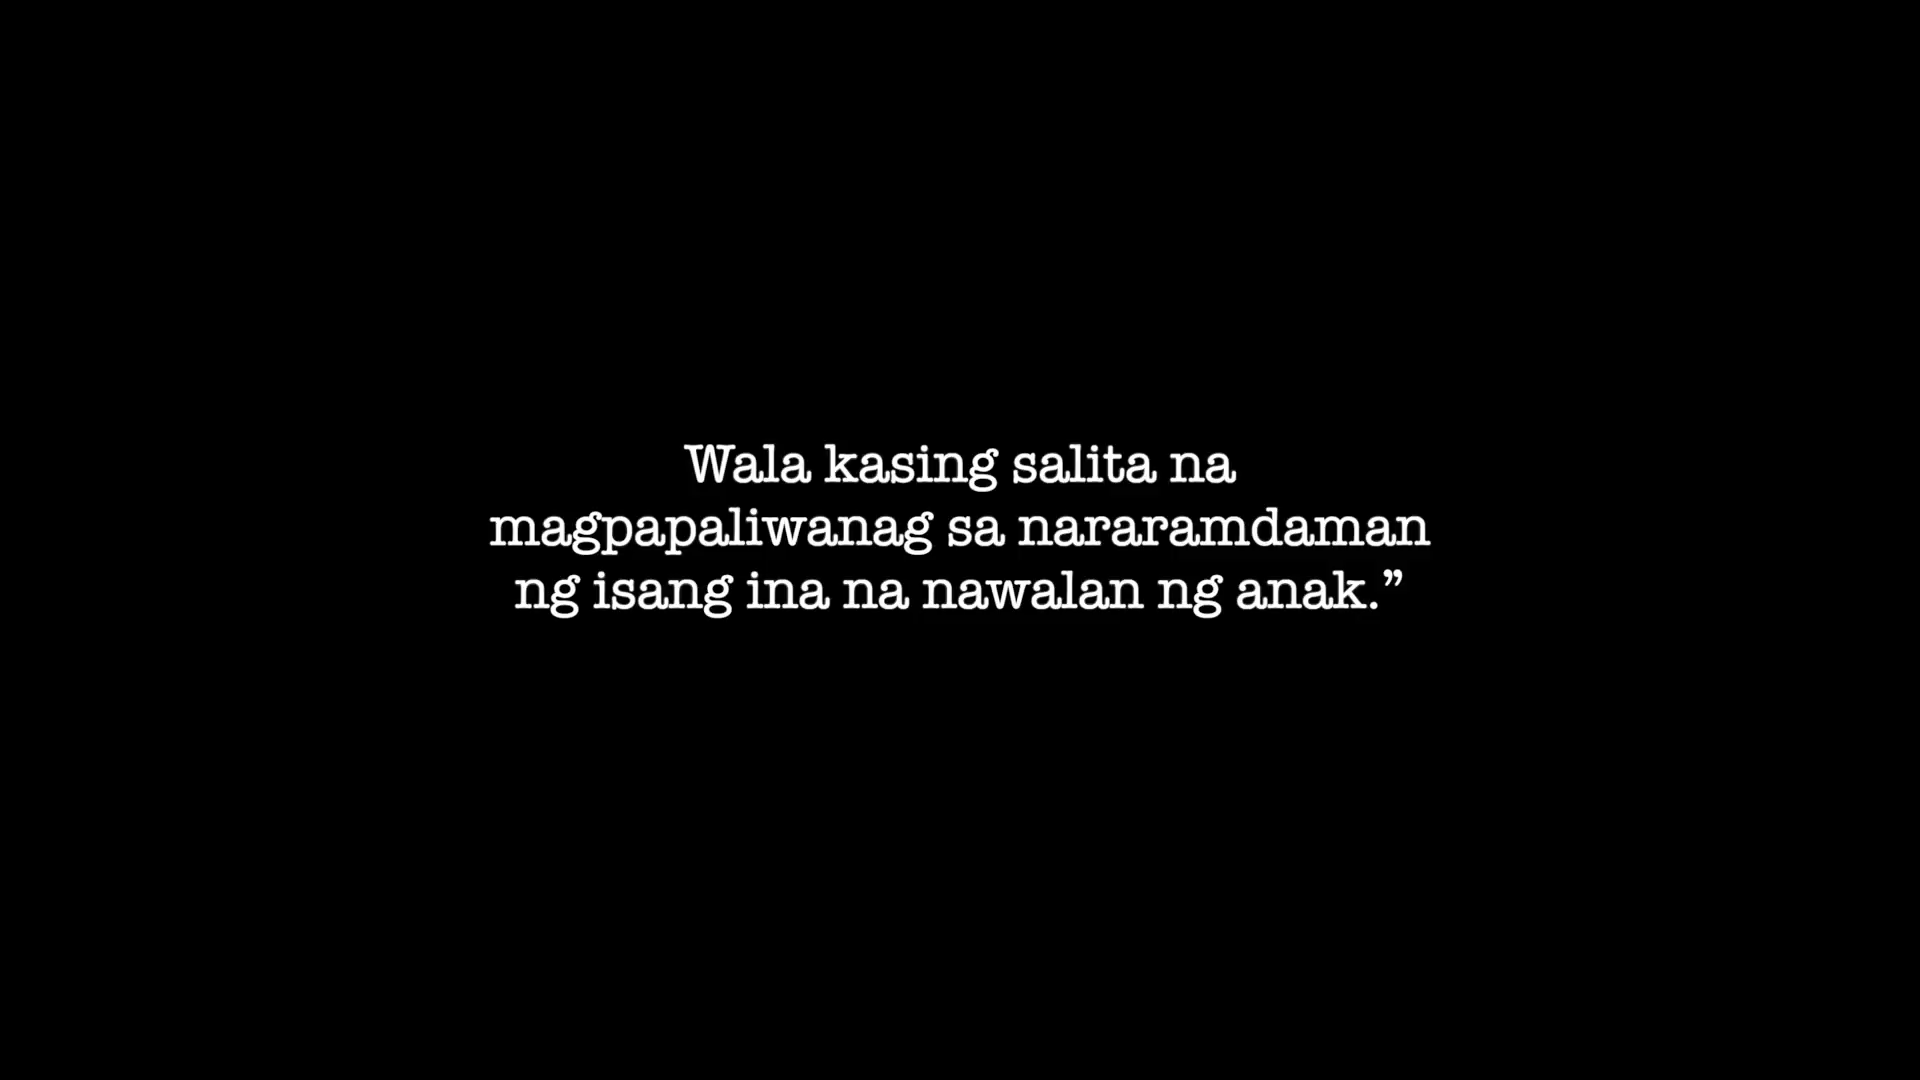 Wala kasing salita na
magpapaliwanag sa nararamdaman
ng isang ina na nawalan ng anak.”